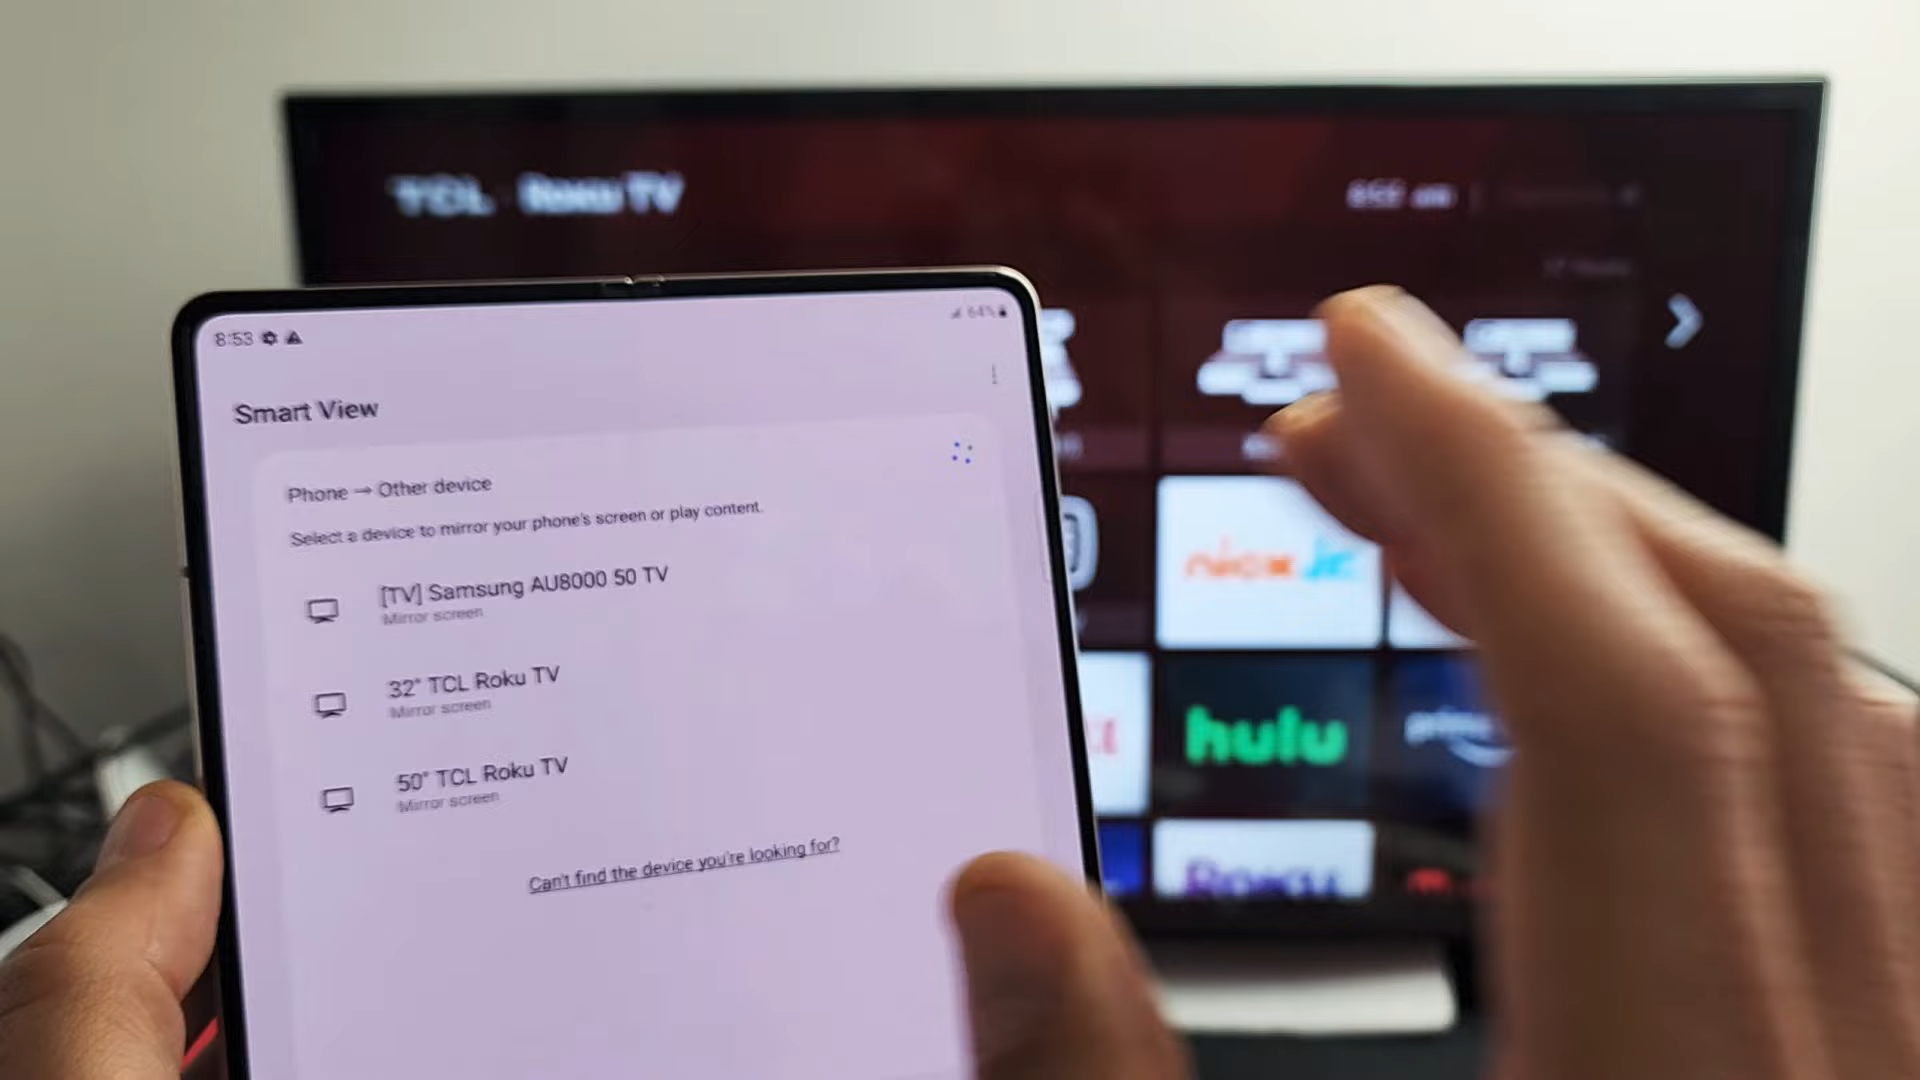 TCL Roku TV
8:53
64%
Smart View
Phone → Other device
Select a device to mirror your phone's screen or play content.
[TV] Samsung AU8000 50 TV
Mirror screen
32" TCL Roku TV
Mirror screen
50" TCL Roku TV
Mirror screen
Can't find the device you're looking for?
nick jr.
hulu
prime
Roku